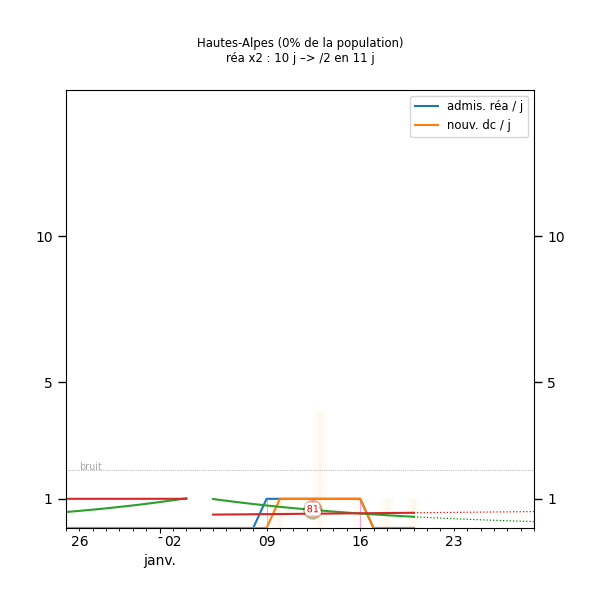 Hautes-Alpes (0% de la population)
réa x2 : 10 j –> /2 en 11 j
admis. réa / j
nouv. dc / j
10
10
5
5
bruit
1
1
81
26
02
09
16
23
janv.